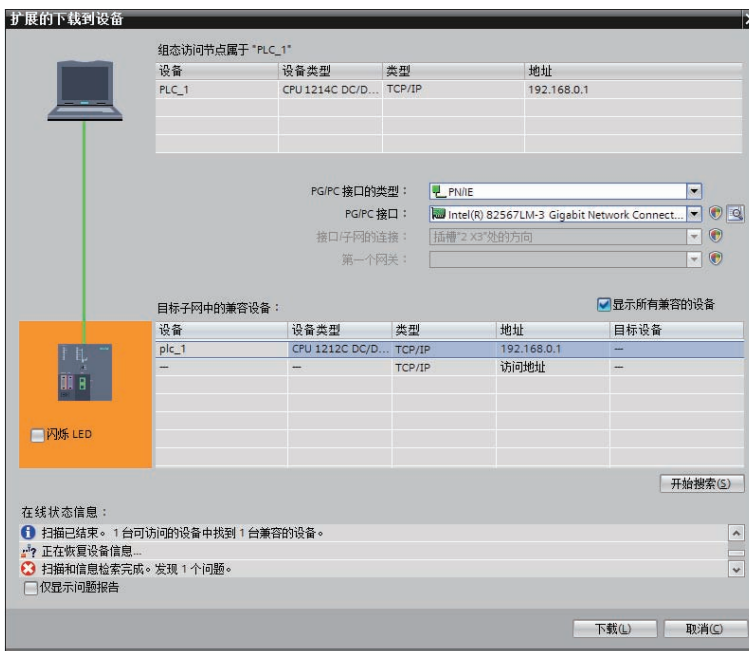 扩展的下载到设备
组态访问节点属于 "PLC_1"
设备 设备类型 类型 地址
PLC_1 CPU 1214C DC/D... TCP/IP 192.168.0.1
PG/PC 接口的类型： PN/IE
PG/PC 接口： Intel(R) 82567LM-3 Gigabit Network Connect...
接口/子网的连接： 插槽"2 X3"处的方向
第一个网关：
目标子网中的兼容设备： 显示所有兼容的设备
设备 设备类型 类型 地址 目标设备
plc_1 CPU 1212C DC/D... TCP/IP 192.168.0.1 —
— — TCP/IP 访问地址 —
闪烁 LED
开始搜索(S)
在线状态信息：
扫描已结束。1 台可访问的设备中找到 1 台兼容的设备。
正在恢复设备信息...
扫描和信息检索完成。发现 1 个问题。
仅显示问题报告
下载(L) 取消(C)